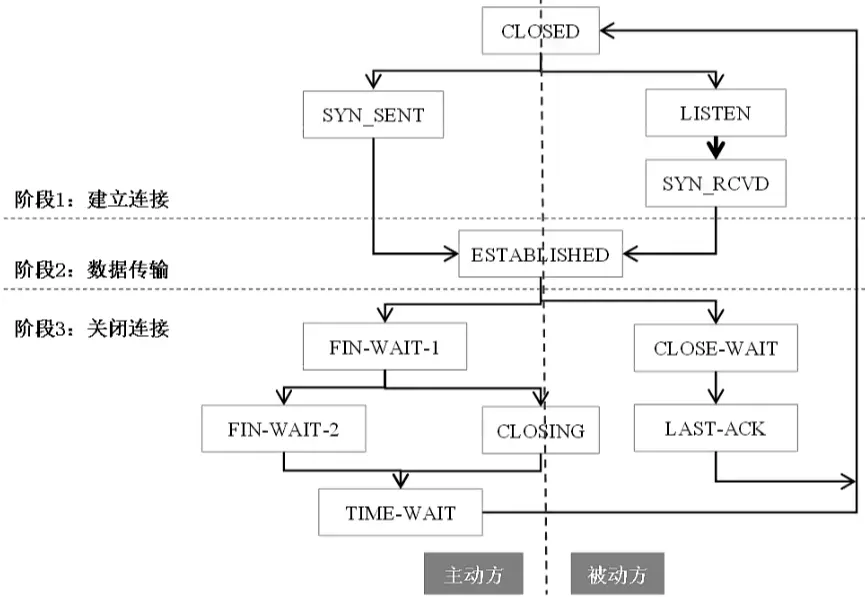 CLOSED
SYN_SENT
LISTEN
SYN_RCVD
阶段1：建立连接
ESTABLISHED
阶段2：数据传输
阶段3：关闭连接
FIN-WAIT-1
CLOSE-WAIT
FIN-WAIT-2
CLOSING
LAST-ACK
TIME-WAIT
主动方
被动方